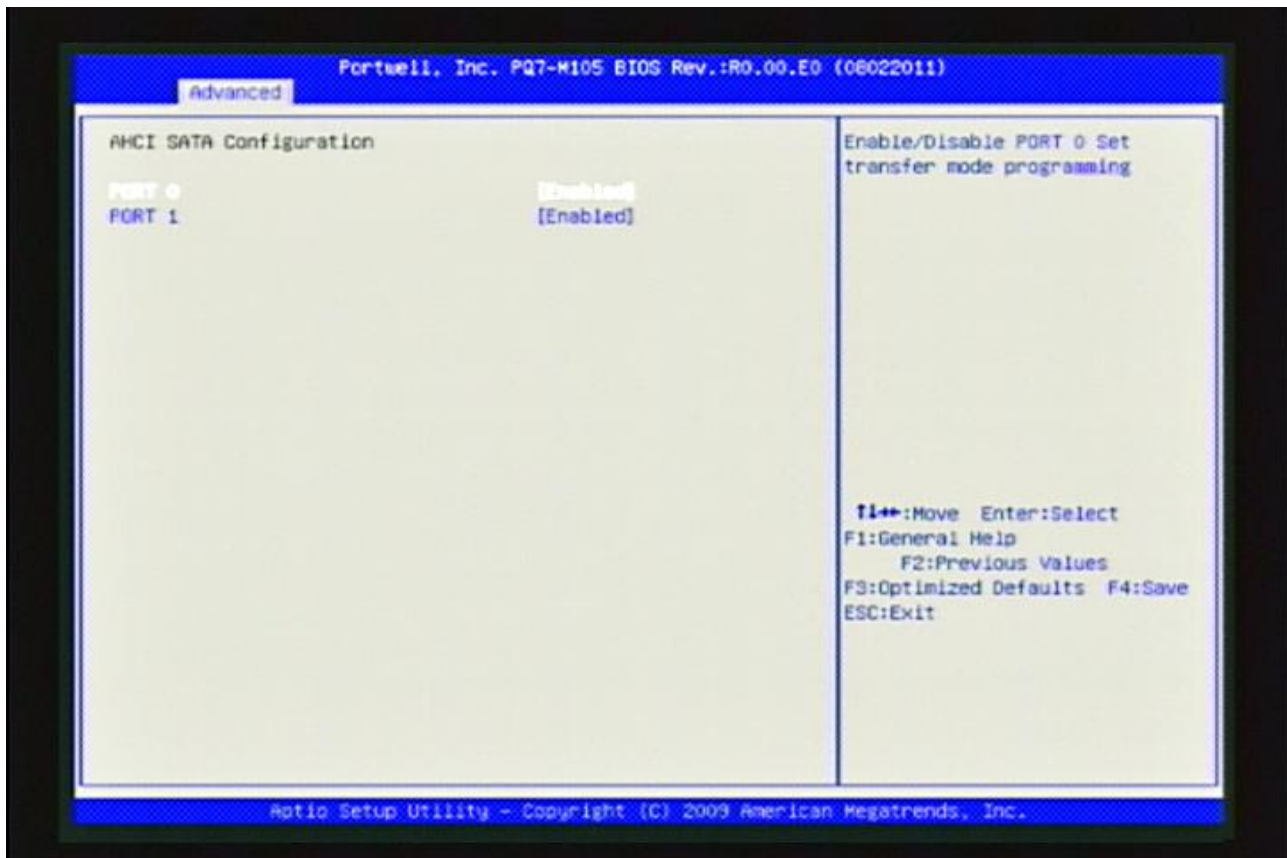 Portwell, Inc. PQ7-M105 BIOS Rev.:R0.00.E0 (08022011)
Advanced
AHCI SATA Configuration
PORT 0 [Enabled]
PORT 1 [Enabled]
Enable/Disable PORT 0 Set
transfer mode programming
↑↓→←:Move Enter:Select
F1:General Help
F2:Previous Values
F3:Optimized Defaults F4:Save
ESC:Exit
Aptio Setup Utility - Copyright (C) 2009 American Megatrends, Inc.